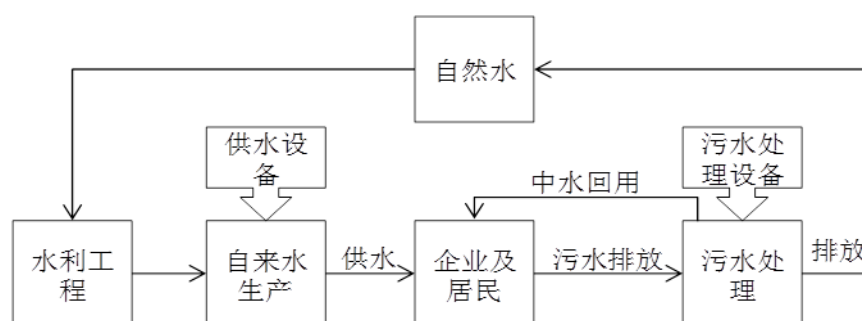 自然水
供水设
备
污水处
理设备
中水回用
水利工
程
自来水
生产
供水
企业及
居民
污水排放
污水处
理
排放